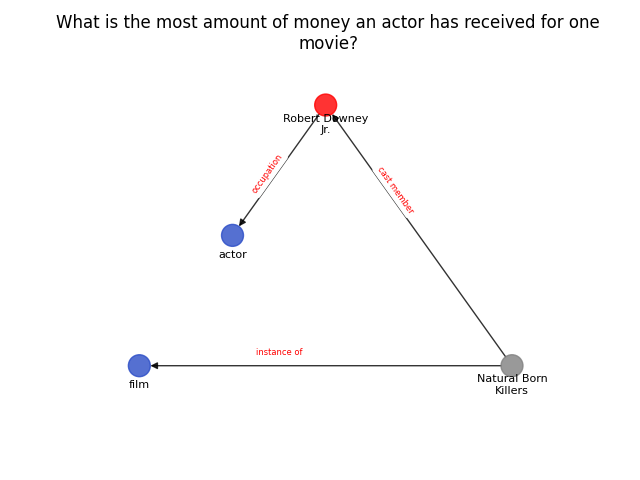 What is the most amount of money an actor has received for one
movie?
Robert Downey
Jr.
occupation
cast member
actor
instance of
film
Natural Born
Killers